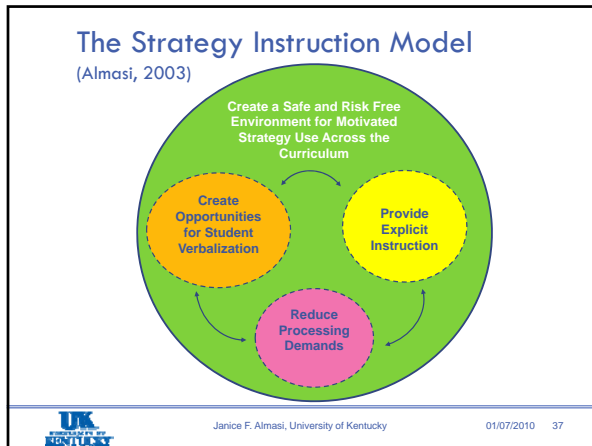 The Strategy Instruction Model
(Almasi, 2003)
Create a Safe and Risk Free
Environment for Motivated
Strategy Use Across the
Curriculum
Create
Opportunities
for Student
Verbalization
Provide
Explicit
Instruction
Reduce
Processing
Demands
UK
KENTUCKY
Janice F. Almasi, University of Kentucky
01/07/2010 37